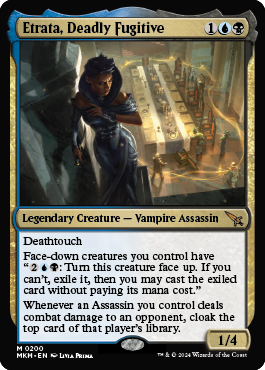 Etrata, Deadly Fugitive 1
Legendary Creature — Vampire Assassin
Deathtouch
Face-down creatures you control have
“2: Turn this creature face up. If you
can't, exile it, then you may cast the exiled
card without paying its mana cost.”
Whenever an Assassin you control deals
combat damage to an opponent, cloak the
top card of that player's library.
1/4
M 0200
MKM • EN Livia Prima ™ & © 2024 Wizards of the Coast